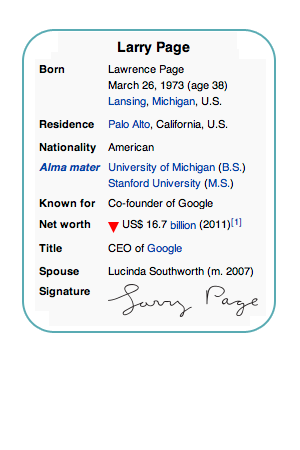 Larry Page
Born Lawrence Page
March 26, 1973 (age 38)
Lansing, Michigan, U.S.
Residence Palo Alto, California, U.S.
Nationality American
Alma mater University of Michigan (B.S.)
Stanford University (M.S.)
Known for Co-founder of Google
Net worth ▼ US$ 16.7 billion (2011)[1]
Title CEO of Google
Spouse Lucinda Southworth (m. 2007)
Signature Larry Page